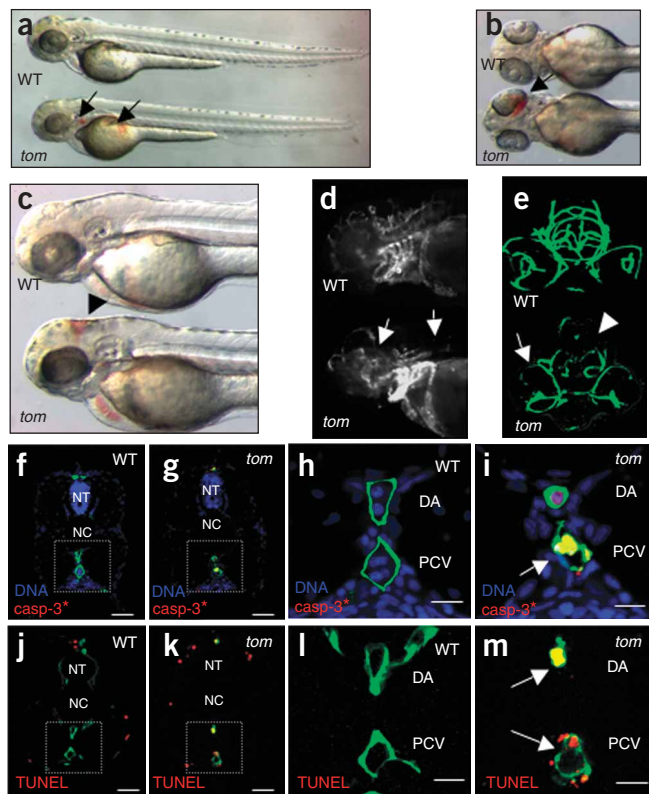 a
WT
tom
b
WT
tom
c
WT
tom
d
WT
tom
e
WT
tom
f
WT
NT
NC
DNA
casp-3*
g
tom
NT
NC
DNA
casp-3*
h
WT
DA
PCV
DNA
casp-3*
i
tom
DA
PCV
DNA
casp-3*
j
WT
NT
NC
TUNEL
k
tom
NT
NC
TUNEL
l
WT
DA
PCV
TUNEL
m
tom
DA
PCV
TUNEL